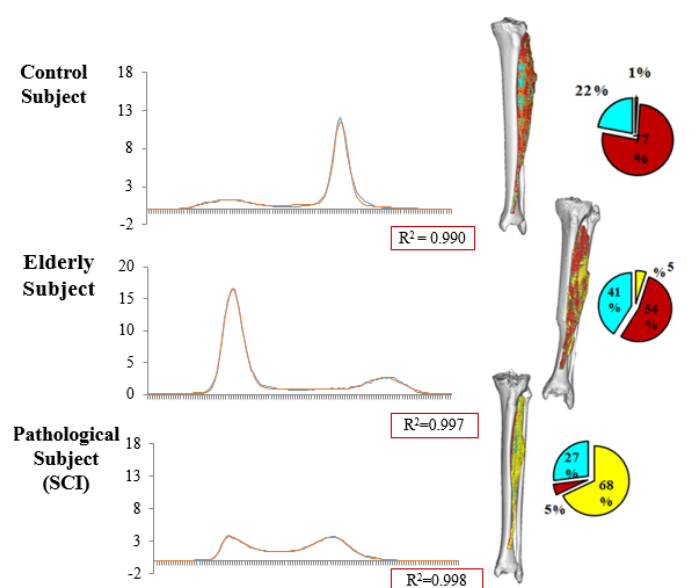 Control
Subject
18
13
8
3
-2
R² = 0.990
22%
1%
77
%
Elderly
Subject
20
15
10
5
0
R²=0.997
41
%
% 5
54
%
Pathological
Subject
(SCI)
18
13
8
3
-2
R²=0.998
27
%
5%
68
%